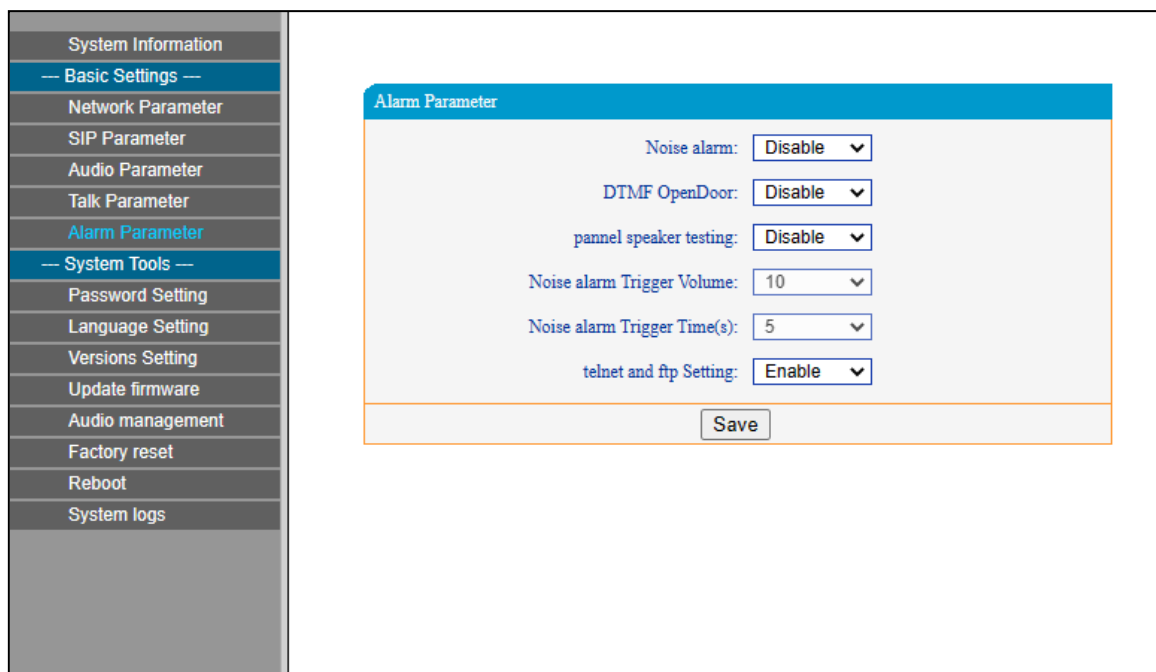 System Information
--- Basic Settings ---
Network Parameter
SIP Parameter
Audio Parameter
Talk Parameter
Alarm Parameter
--- System Tools ---
Password Setting
Language Setting
Versions Setting
Update firmware
Audio management
Factory reset
Reboot
System logs
Alarm Parameter
Noise alarm: Disable
DTMF OpenDoor: Disable
pannel speaker testing: Disable
Noise alarm Trigger Volume: 10
Noise alarm Trigger Time(s): 5
telnet and ftp Setting: Enable
Save